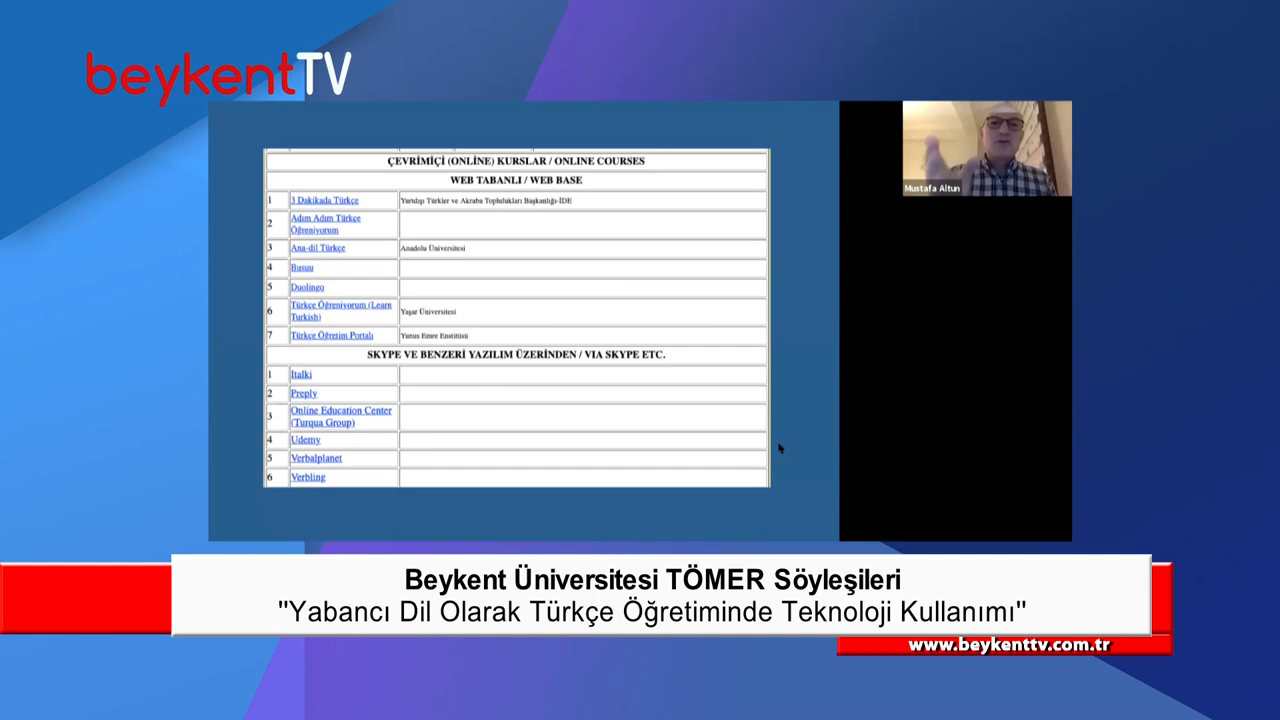 beykentTV
ÇEVRİMİÇİ (ONLİNE) KURSLAR / ONLINE COURSES
WEB TABANLI / WEB BASE
1 3 Dakikada Türkçe Yurtdışı Türkler ve Akraba Toplulukları Başkanlığı-İDE
2 Adım Adım Türkçe
Öğreniyorum
3 Ana-dil Türkçe Anadolu Üniversitesi
4 Busuu
5 Duolingo
6 Türkçe Öğreniyorum (Learn
Turkish) Yaşar Üniversitesi
7 Türkçe Öğretim Portalı Yunus Emre Enstitüsü
SKYPE VE BENZERİ YAZILIM ÜZERİNDEN / VIA SKYPE ETC.
1 Italki
2 Preply
3 Online Education Center
(Turqua Group)
4 Udemy
5 Verbalplanet
6 Verbling
Mustafa Altun
Beykent Üniversitesi TÖMER Söyleşileri
"Yabancı Dil Olarak Türkçe Öğretiminde Teknoloji Kullanımı"
www.beykenttv.com.tr